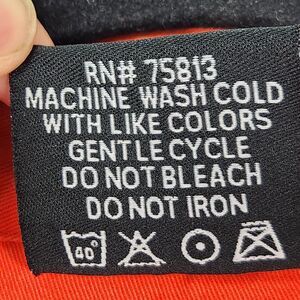 RN# 75813
MACHINE WASH COLD
WITH LIKE COLORS
GENTLE CYCLE
DO NOT BLEACH
DO NOT IRON
40°